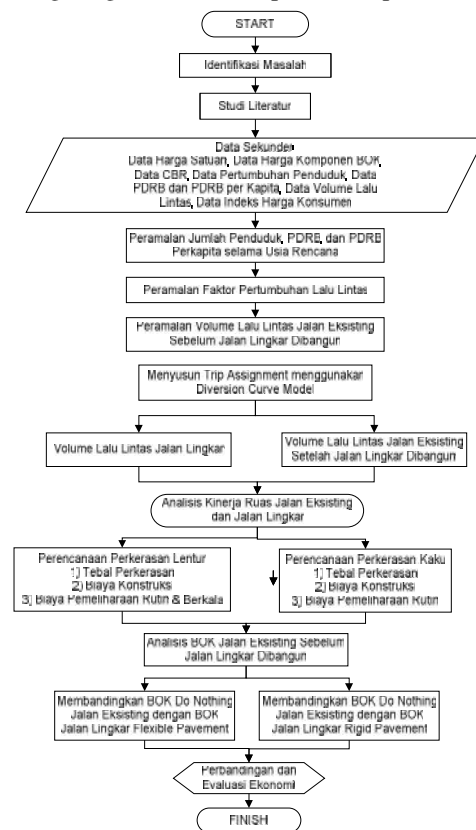 START
Identifikasi Masalah
Studi Literatur
Data Sekunder
Data Harga Satuan, Data Harga Komponen BOK,
Data CBR, Data Pertumbuhan Penduduk, Data
PDRB dan PDRB per Kapita, Data Volume Lalu
Lintas, Data Indeks Harga Konsumen
Peramalan Jumlah Penduduk, PDRB, dan PDRB
Perkapita selama Usia Rencana
Peramalan Faktor Pertumbuhan Lalu Lintas
Peramalan Volume Lalu Lintas Jalan Eksisting
Sebelum Jalan Lingkar Dibangun
Menyusun Trip Assignment menggunakan
Diversion Curve Model
Volume Lalu Lintas Jalan Lingkar
Volume Lalu Lintas Jalan Eksisting
Setelah Jalan Lingkar Dibangun
Analisis Kinerja Ruas Jalan Eksisting
dan Jalan Lingkar
Perencanaan Perkerasan Lentur
1) Tebal Perkerasan
2) Biaya Konstruks
3) Biaya Pemeliharaan Rutin & Berkala
Perencanaan Perkerasan Kaku
1) Tebal Perkerasan
2) Biaya Konstruks
3) Biaya Pemeliharaan Rutin
Analisis BOK Jalan Eksisting Sebelum
Jalan Lingkar Dibangun
Membandingkan BOK Do Nothing
Jalan Eksisting dengan BOK
Jalan Lingkar Flexible Pavement
Membandingkan BOK Do Nothing
Jalan Eksisting dengan BOK
Jalan Lingkar Rigid Pavement
Perbandingan dan
Evaluasi Ekonomi
FINISH